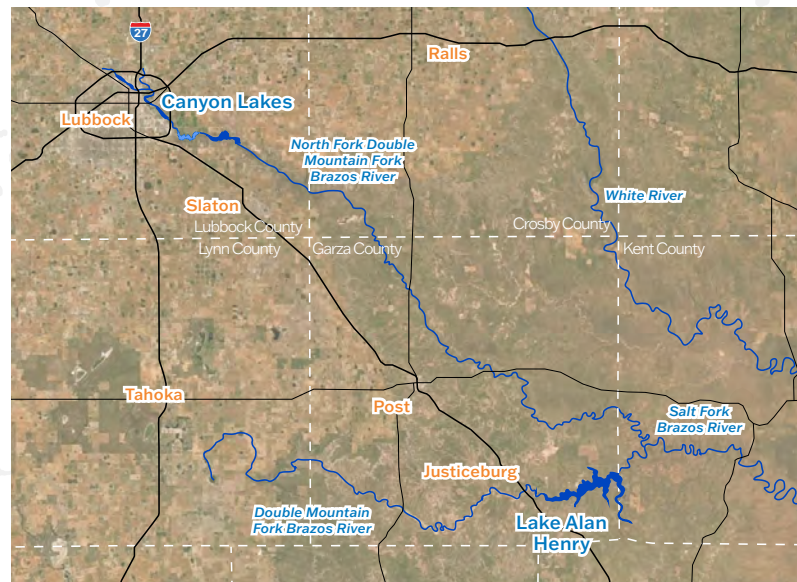 27
Ralls
Canyon Lakes
Lubbock
North Fork Double
Mountain Fork
Brazos River
White River
Slaton
Lubbock County
Crosby County
Lynn County
Garza County
Kent County
Tahoka
Post
Salt Fork
Brazos River
Justiceburg
Double Mountain
Fork Brazos River
Lake Alan
Henry